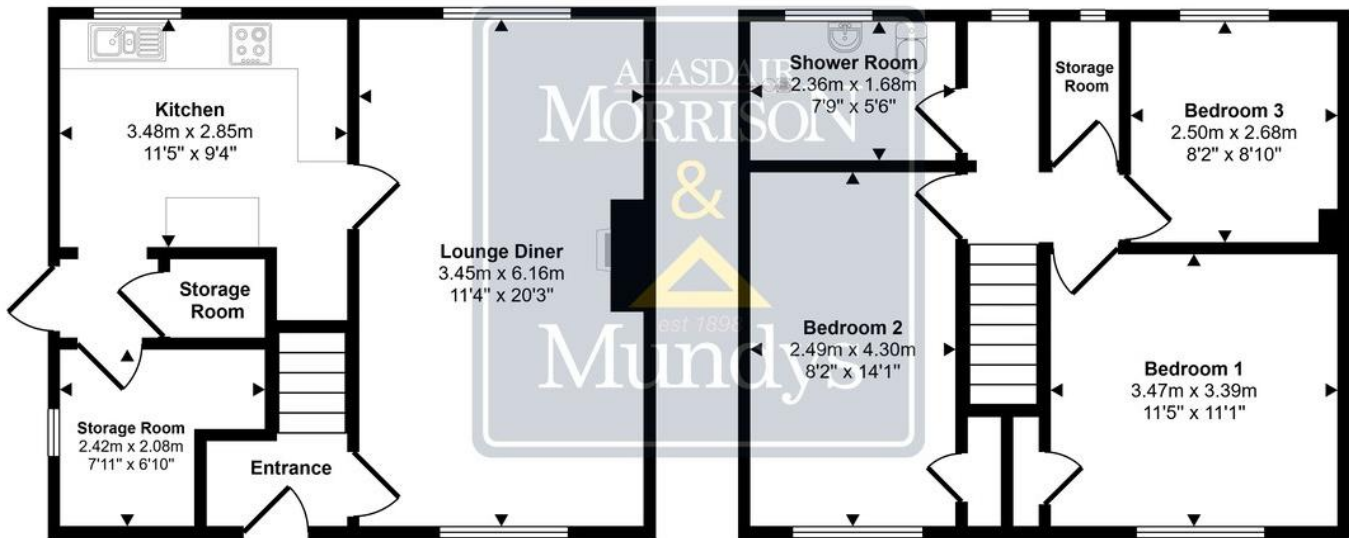 Kitchen
3.48m x 2.85m
11'5" x 9'4"
Storage
Room
Storage Room
2.42m x 2.08m
7'11" x 6'10"
Entrance
Lounge Diner
3.45m x 6.16m
11'4" x 20'3"
ALASDAIR
MORRISON
&
est 1898
Mundys
Shower Room
2.36m x 1.68m
7'9" x 5'6"
Bedroom 2
2.49m x 4.30m
8'2" x 14'1"
Storage
Room
Bedroom 3
2.50m x 2.68m
8'2" x 8'10"
Bedroom 1
3.47m x 3.39m
11'5" x 11'1"